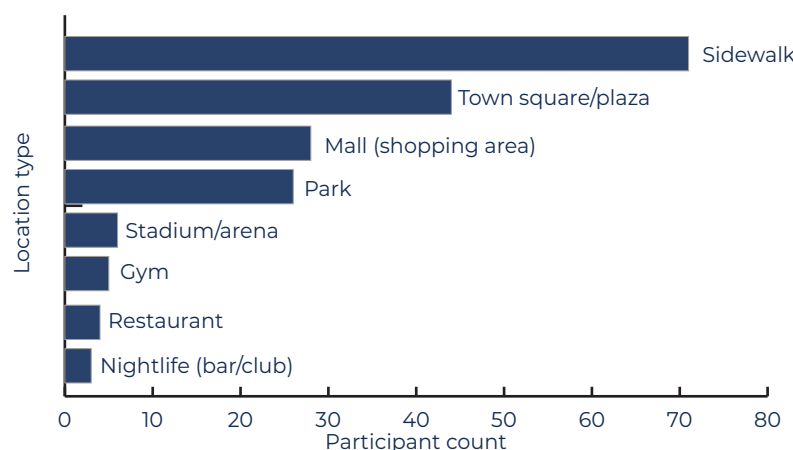 Sidewalk
Town square/plaza
Mall (shopping area)
Park
Stadium/arena
Gym
Restaurant
Nightlife (bar/club)
Location type
0 10 20 30 40 50 60 70 80
Participant count